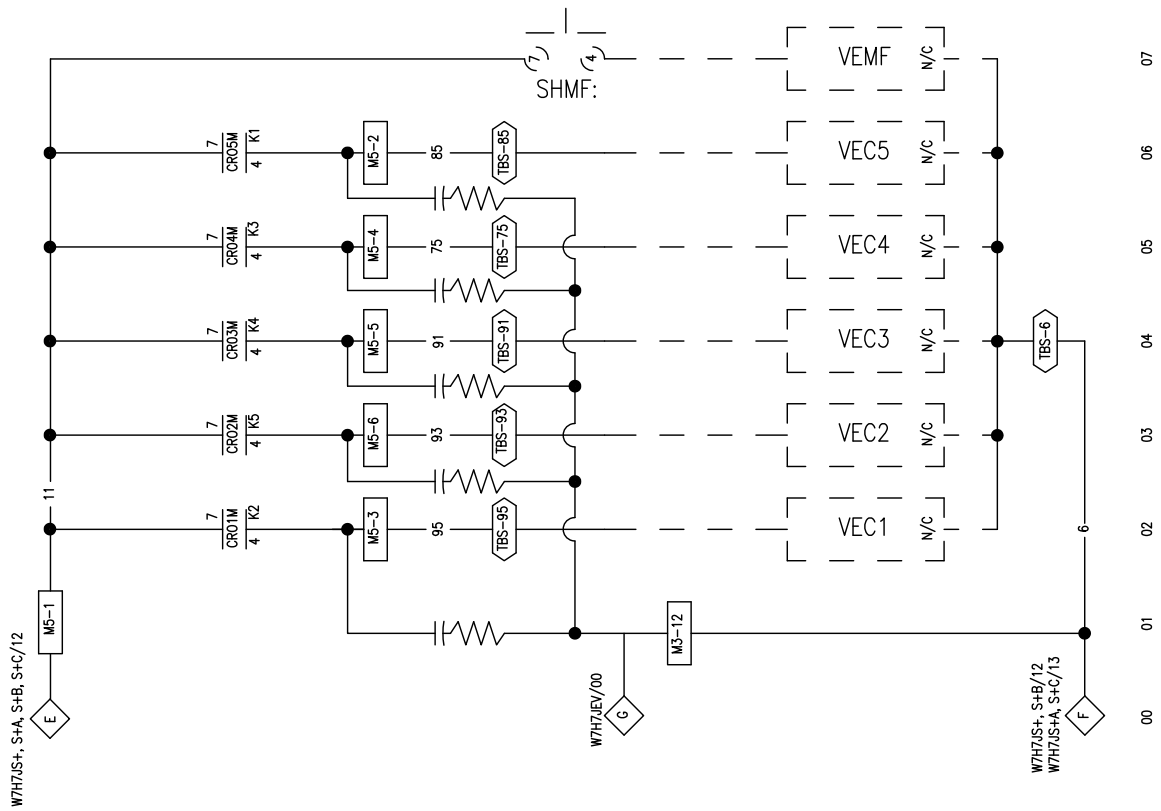 W7H7JS+, S+A, S+B, S+C/12
E
M5-1
11
7
CR01M
4
K2
7
CR02M
4
K5
7
CR03M
4
K4
7
CR04M
4
K3
7
CR05M
4
K1
M5-3
M5-6
M5-5
M5-4
M5-2
95
93
91
75
85
TBS-95
TBS-93
TBS-91
TBS-75
TBS-85
7
4
SHMF:
W7H7JEV/00
G
M3-12
VEC1
VEC2
VEC3
VEC4
VEC5
VEMF
N/C
N/C
N/C
N/C
N/C
N/C
TBS-6
6
W7H7JS+, S+B/12
W7H7JS+A, S+C/13
F
00
01
02
03
04
05
06
07